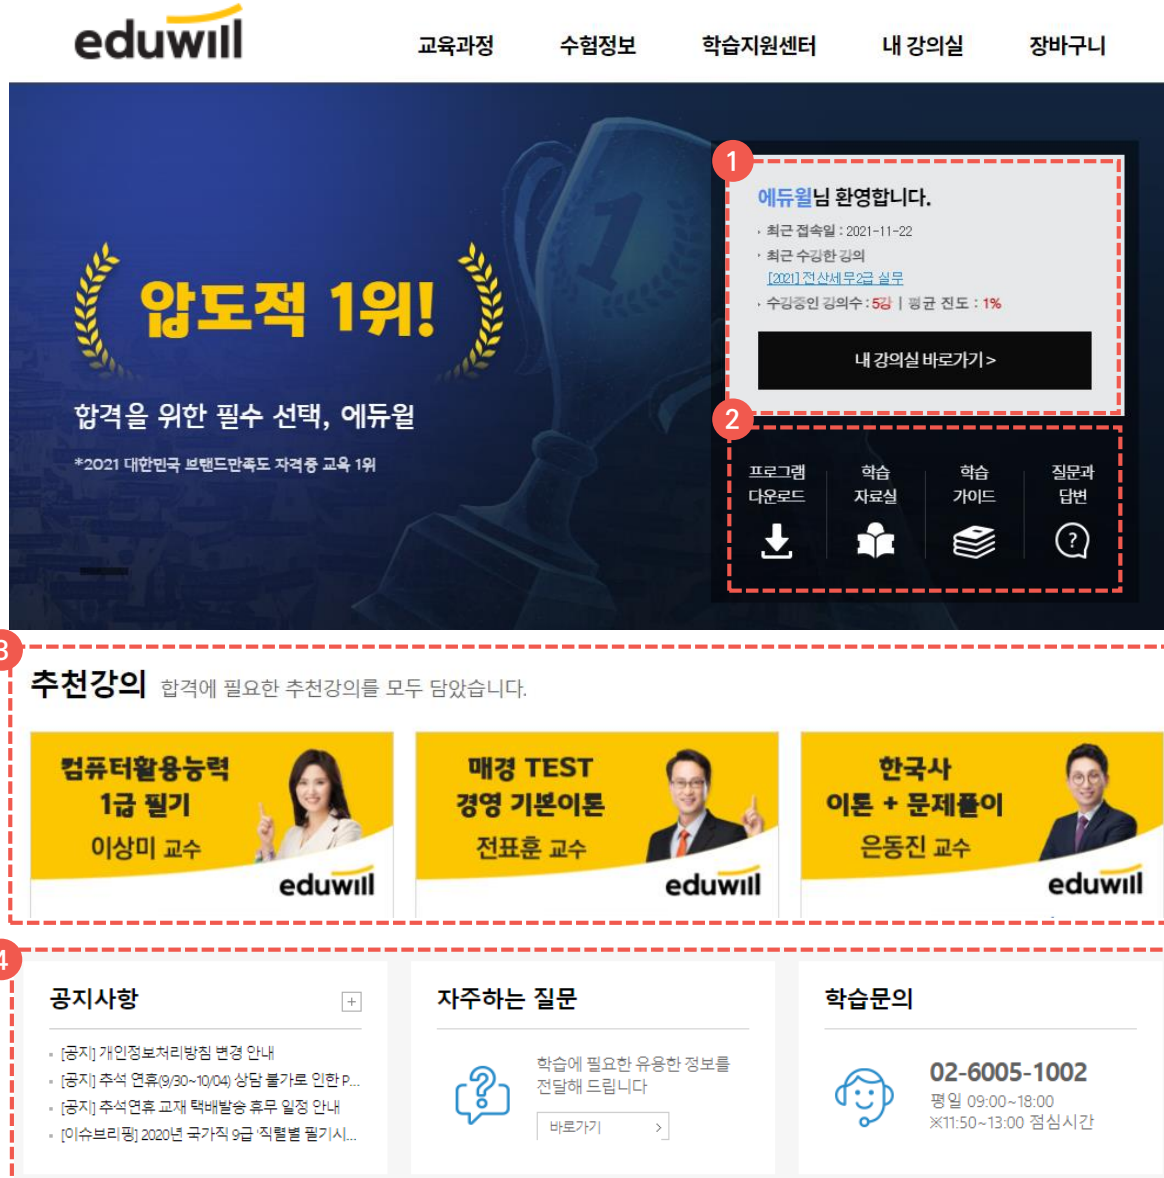 eduwill
교육과정 수험정보 학습지원센터 내 강의실 장바구니
1
에듀윌님 환영합니다.
최근 접속일 : 2021-11-22
최근 수강한 강의
[2021] 전산세무2급 실무
수강중인 강의수 : 5강 | 평균 진도 : 1%
내 강의실 바로가기 >
압도적 1위!
합격을 위한 필수 선택, 에듀윌
*2021 대한민국 브랜드만족도 자격증 교육 1위
2
프로그램
다운로드
학습
자료실
학습
가이드
질문과
답변
3
추천강의 합격에 필요한 추천강의를 모두 담았습니다.
컴퓨터활용능력
1급 필기
이상미 교수
eduwill
매경 TEST
경영 기본이론
전표훈 교수
eduwill
한국사
이론 + 문제풀이
은동진 교수
eduwill
4
공지사항
[공지] 개인정보처리방침 변경 안내
[공지] 추석 연휴(9/30~10/04) 상담 불가로 인한 P...
[공지] 추석연휴 교재 택배발송 휴무 일정 안내
[이슈브리핑] 2020년 국가직 9급 '직렬별 필기시...
자주하는 질문
학습에 필요한 유용한 정보를
전달해 드립니다
바로가기 >
학습문의
02-6005-1002
평일 09:00~18:00
※11:50~13:00 점심시간